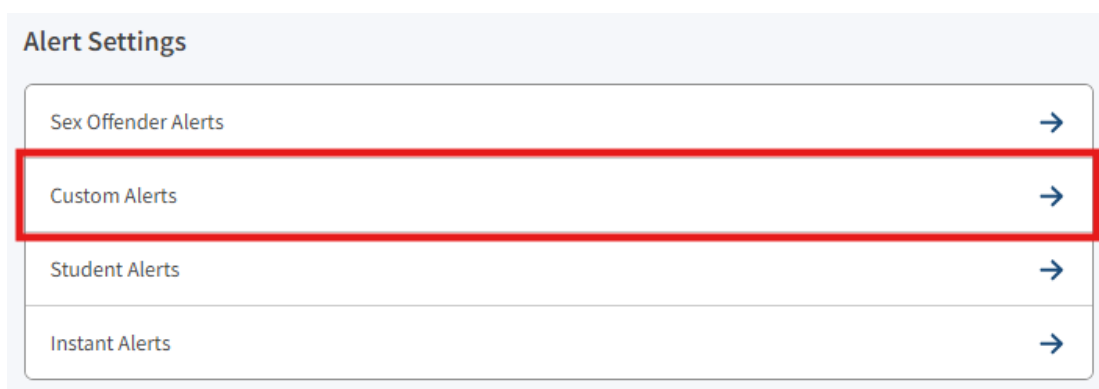 Alert Settings
Sex Offender Alerts
Custom Alerts
Student Alerts
Instant Alerts